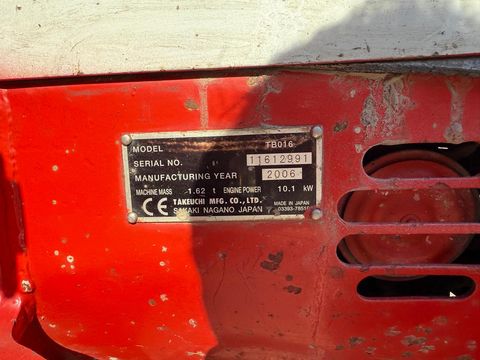 MODEL TB016
SERIAL NO. 11612991
MANUFACTURING YEAR 2006
MACHINE MASS 1.62 t ENGINE POWER 10.1 kW
CE TAKEUCHI MFG. CO., LTD. MADE IN JAPAN
SAKAKI NAGANO JAPAN